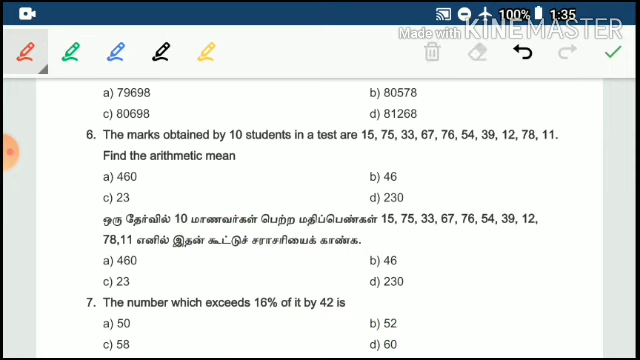 100% 1:35
Made with KINEMASTER
a) 79698 b) 80578
c) 80698 d) 81268
6. The marks obtained by 10 students in a test are 15, 75, 33, 67, 76, 54, 39, 12, 78, 11.
Find the arithmetic mean
a) 460 b) 46
c) 23 d) 230
ஒரு தேர்வில் 10 மாணவர்கள் பெற்ற மதிப்பெண்கள் 15, 75, 33, 67, 76, 54, 39, 12,
78,11 எனில் இதன் கூட்டுச் சராசரியைக் காண்க.
a) 460 b) 46
c) 23 d) 230
7. The number which exceeds 16% of it by 42 is
a) 50 b) 52
c) 58 d) 60